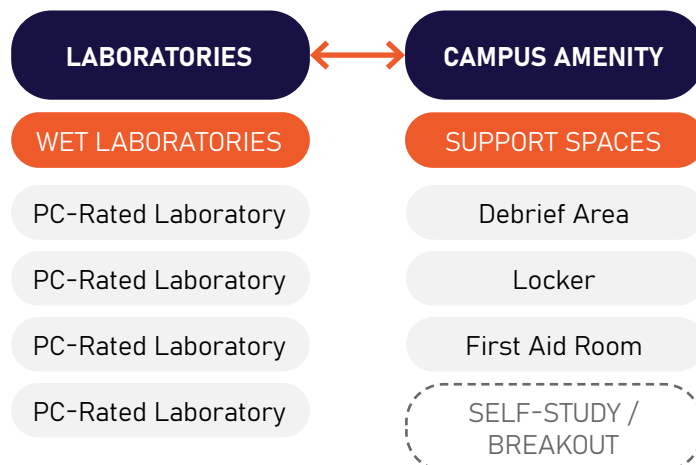 LABORATORIES
CAMPUS AMENITY
WET LABORATORIES
SUPPORT SPACES
PC-Rated Laboratory
Debrief Area
PC-Rated Laboratory
Locker
PC-Rated Laboratory
First Aid Room
PC-Rated Laboratory
SELF-STUDY /
BREAKOUT